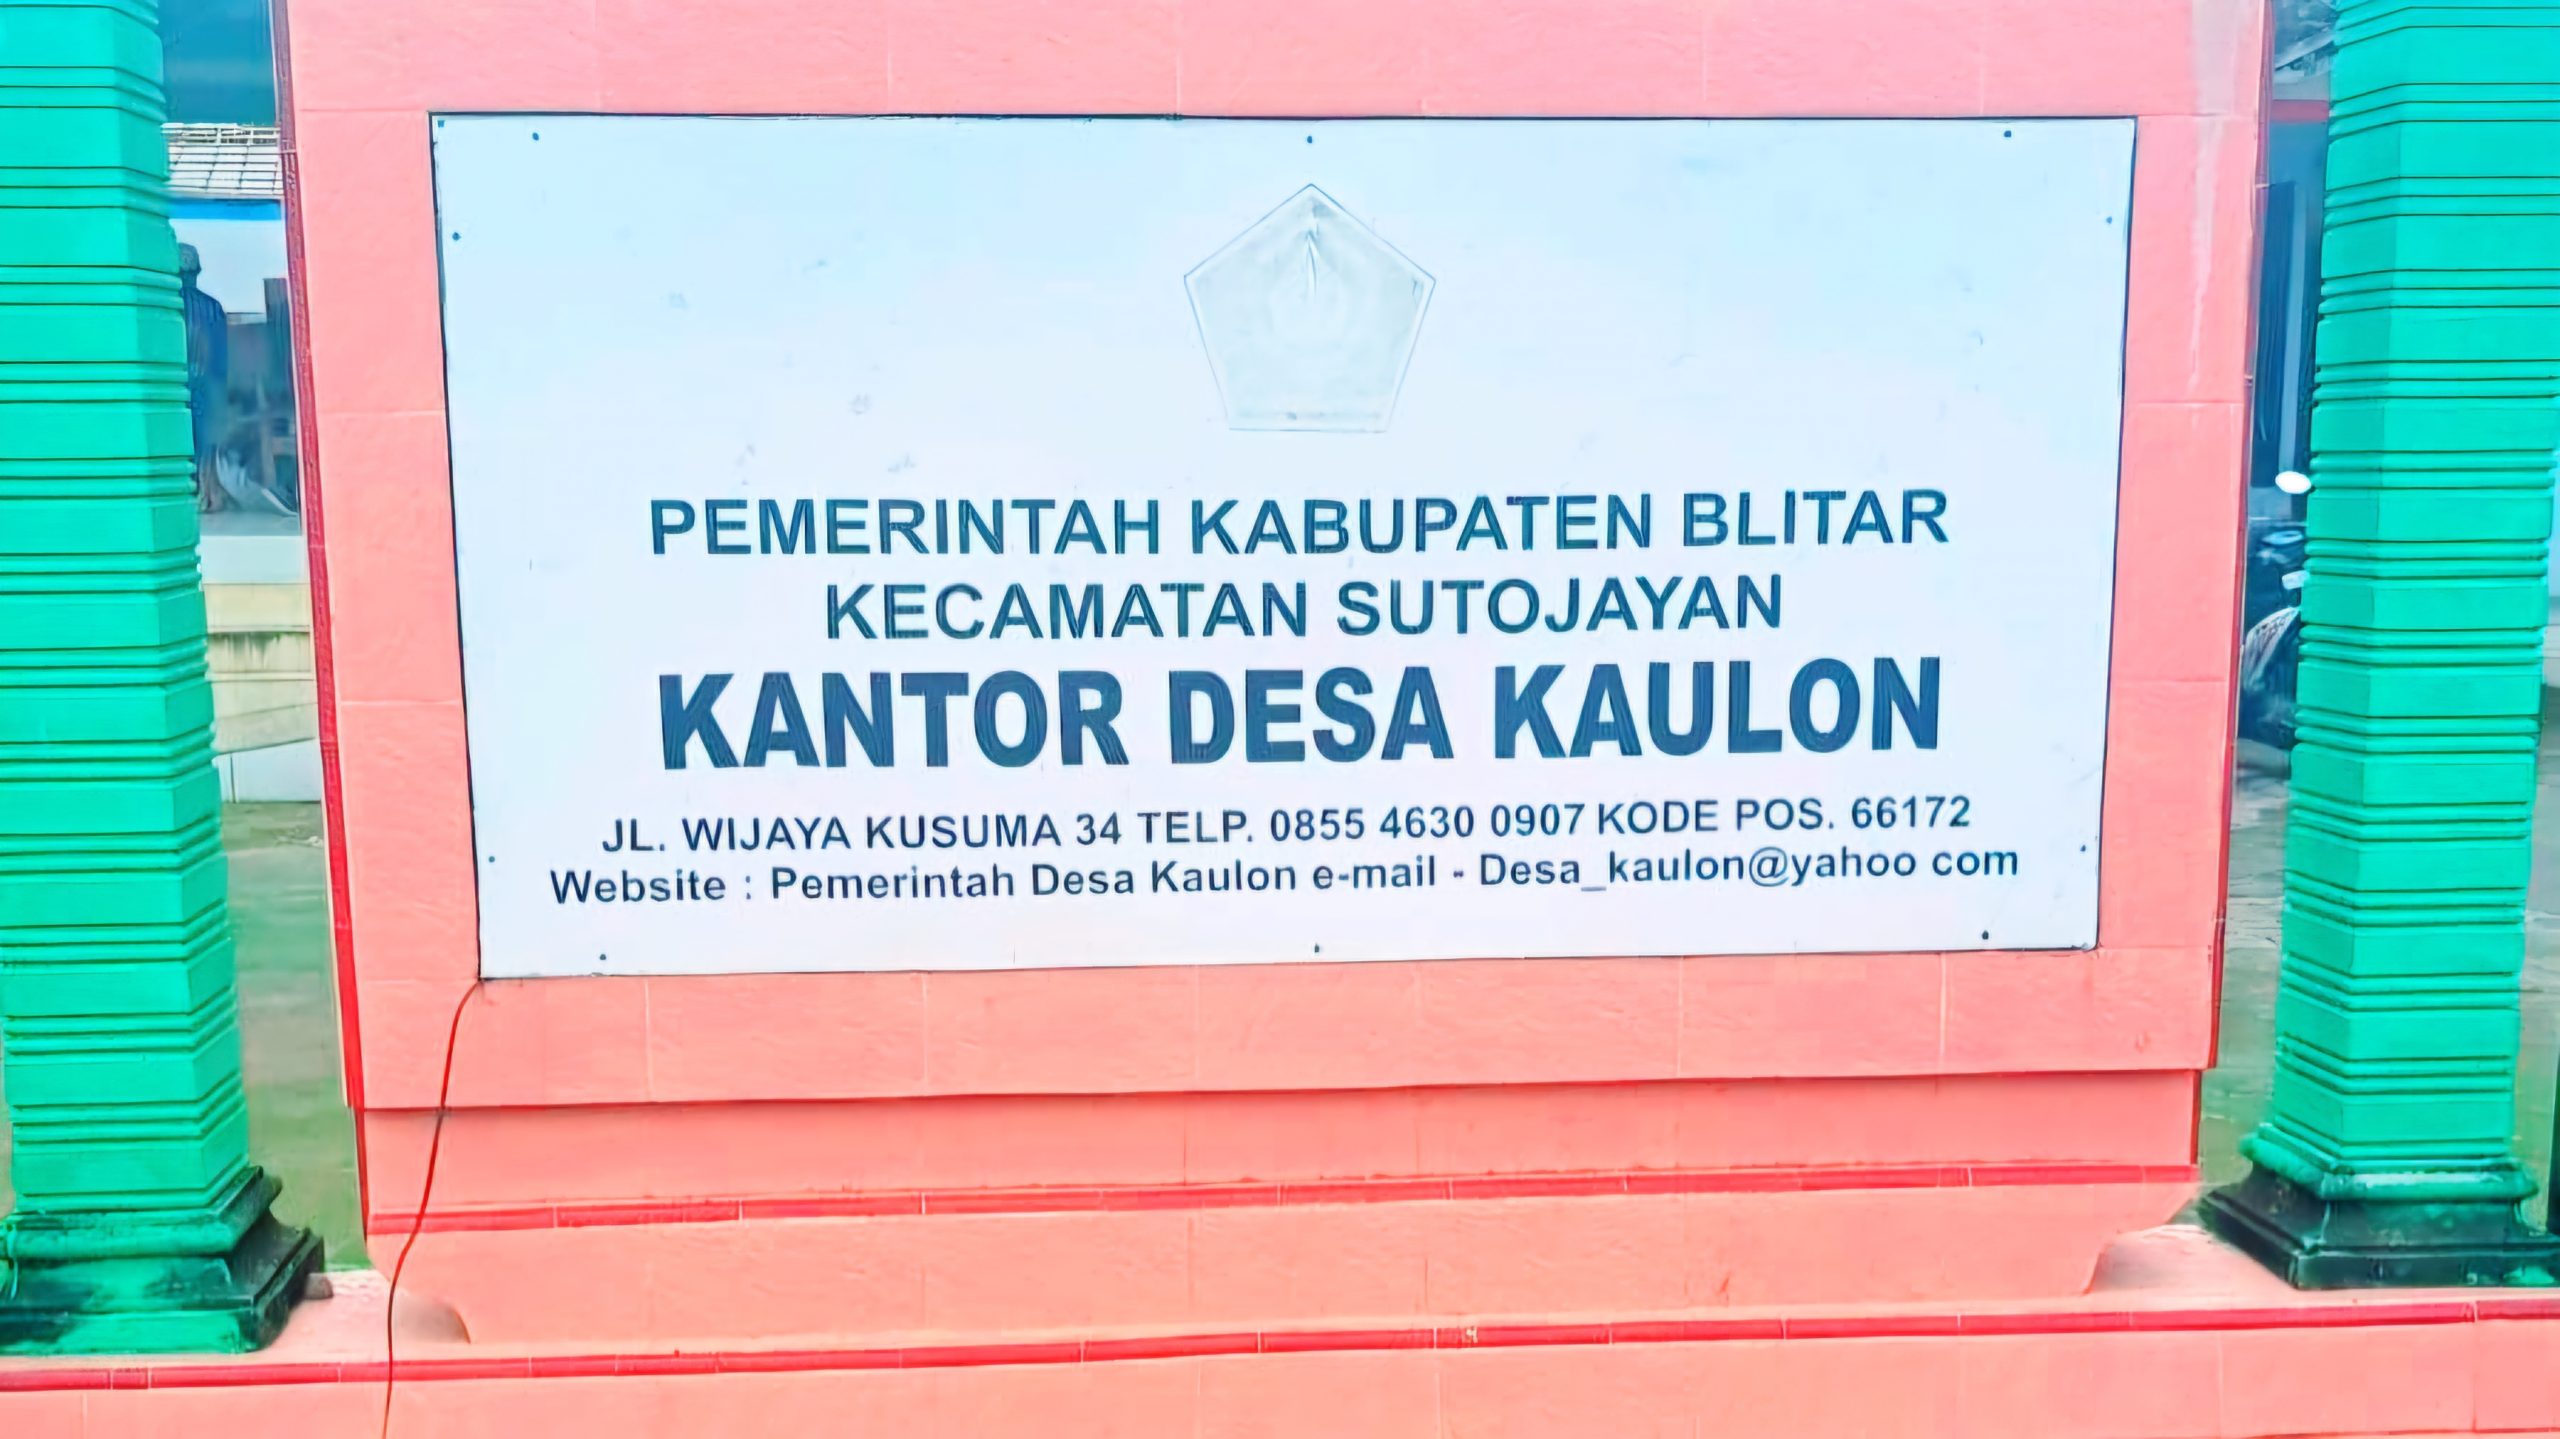 PEMERINTAH KABUPATEN BLITAR
KECAMATAN SUTOJAYAN
KANTOR DESA KAULON
JL. WIJAYA KUSUMA 34 TELP. 0855 4630 0907 KODE POS. 66172
Website : Pemerintah Desa Kaulon e-mail - Desa_kaulon@yahoo com